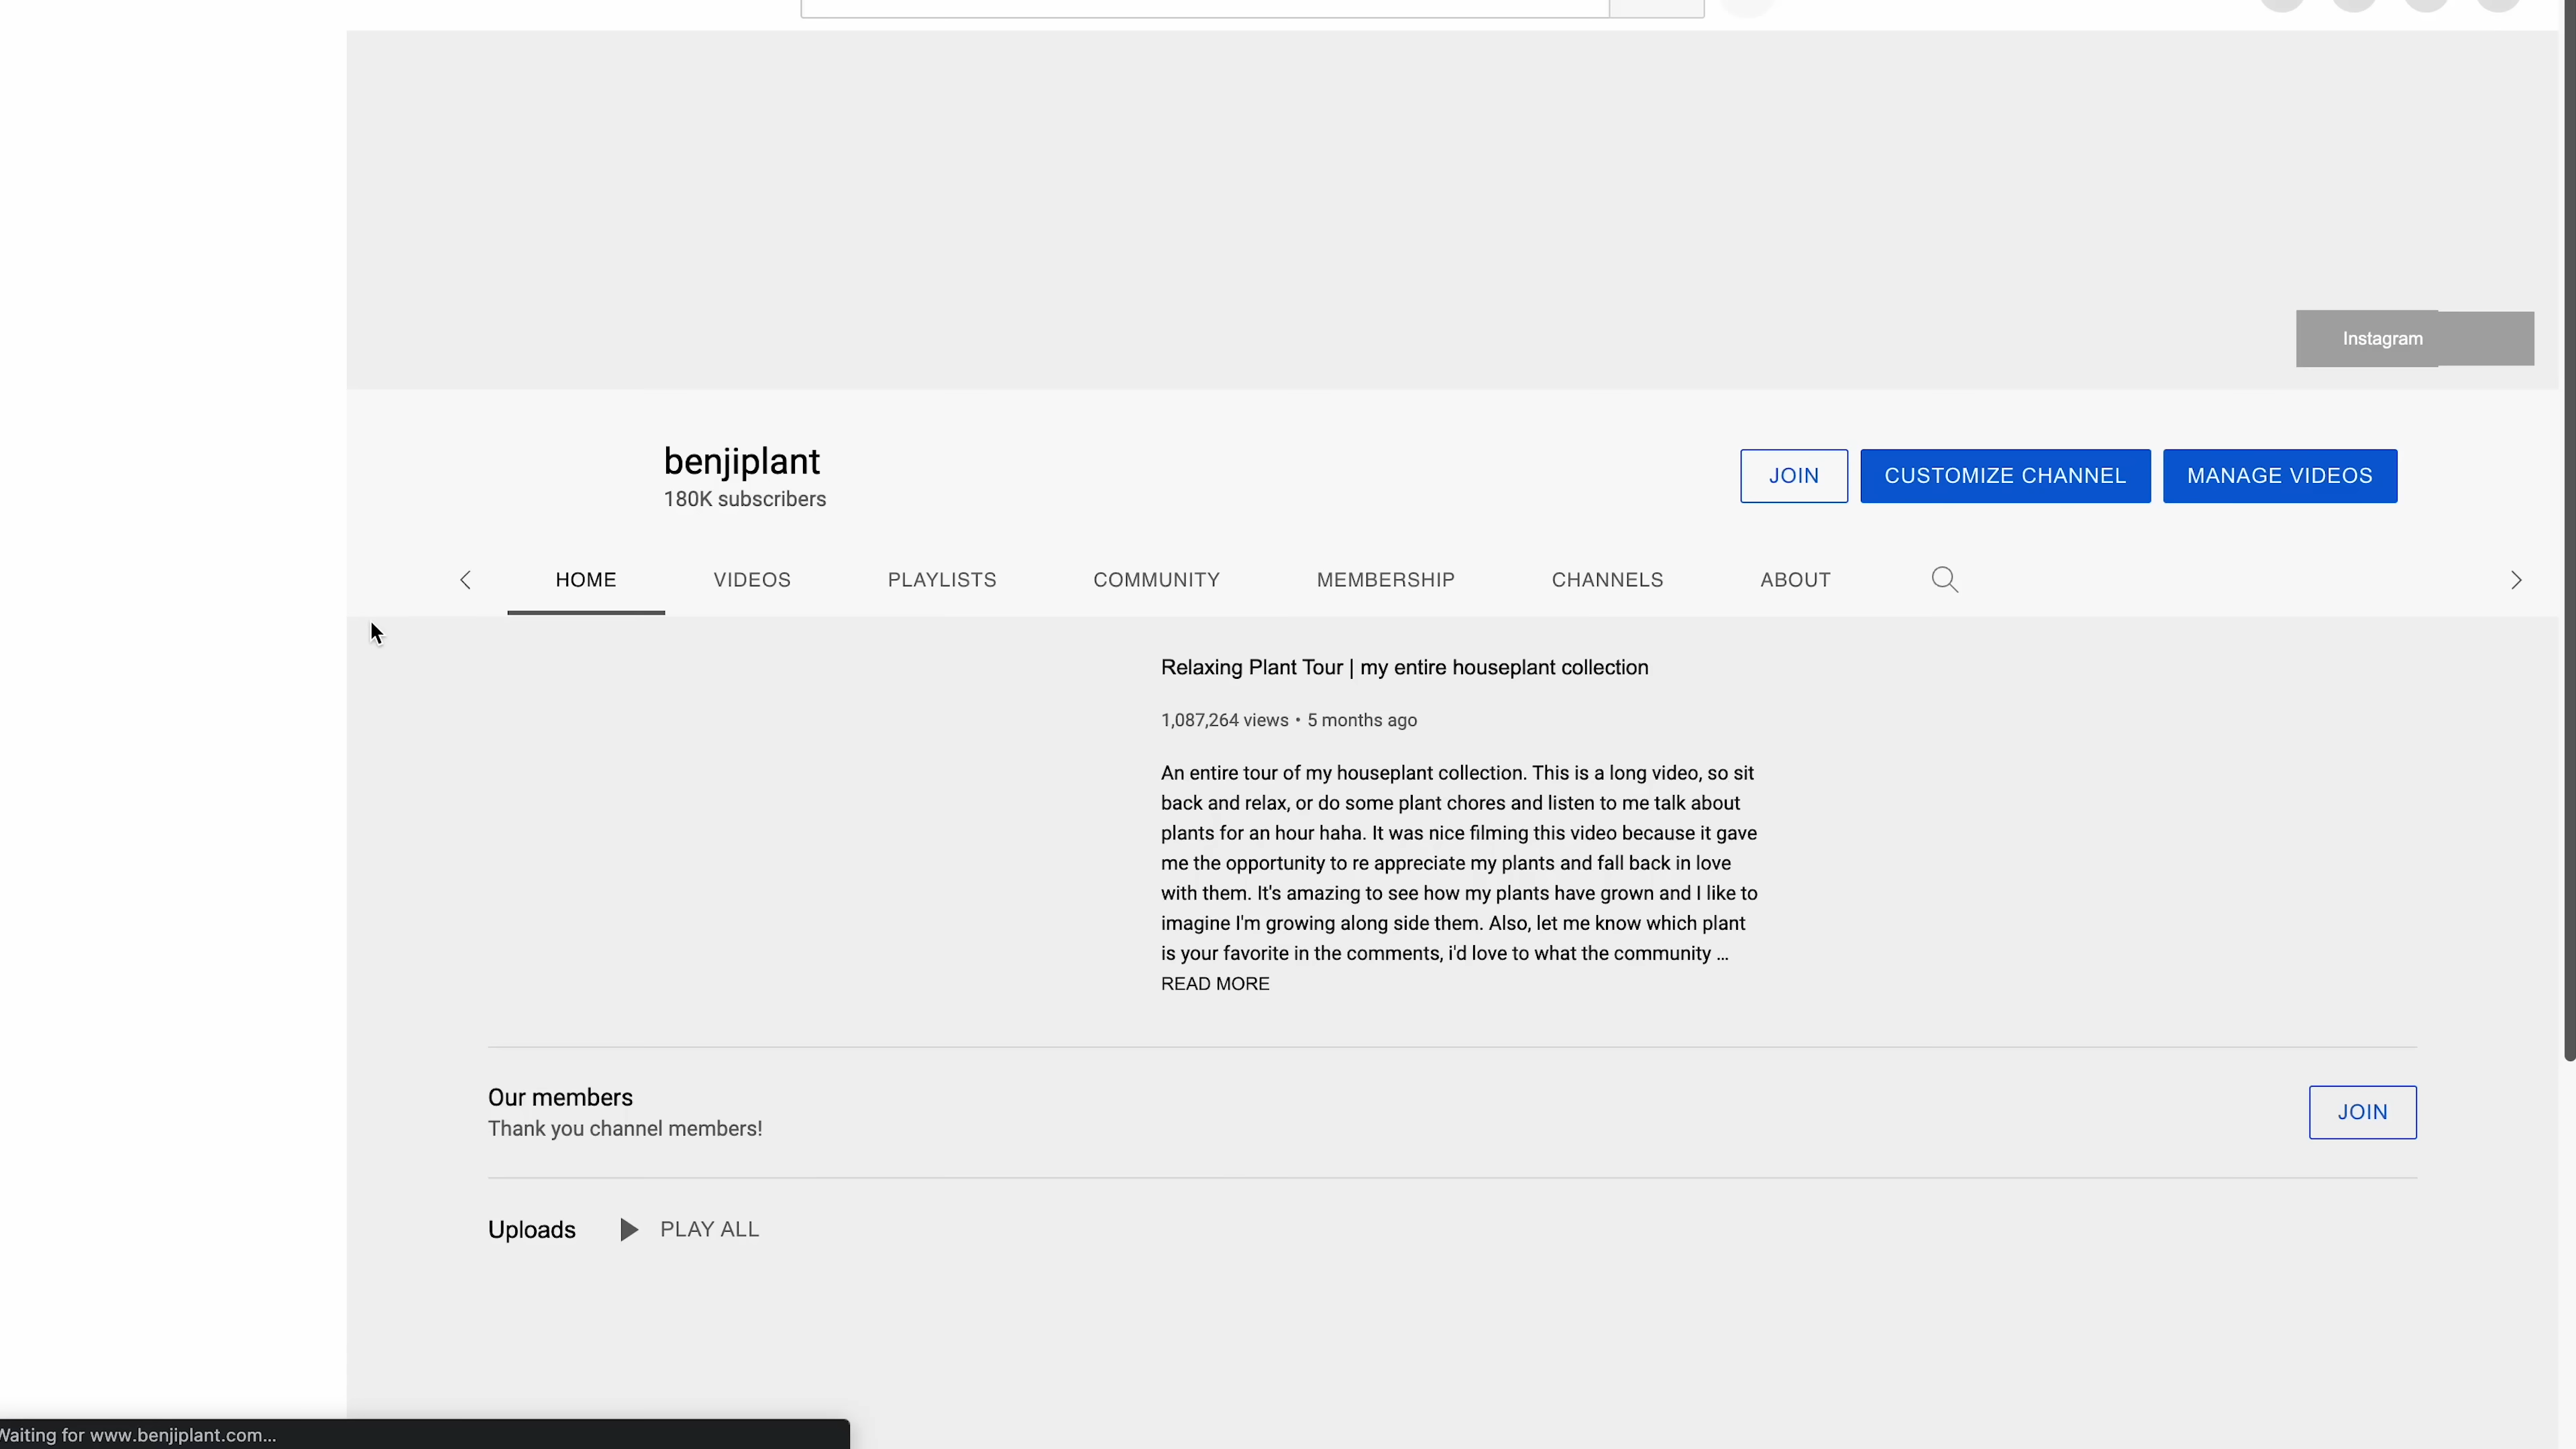 Instagram
benjiplant
180K subscribers
JOIN
CUSTOMIZE CHANNEL
MANAGE VIDEOS
HOME
VIDEOS
PLAYLISTS
COMMUNITY
MEMBERSHIP
CHANNELS
ABOUT
Relaxing Plant Tour | my entire houseplant collection
1,087,264 views • 5 months ago
An entire tour of my houseplant collection. This is a long video, so sit
back and relax, or do some plant chores and listen to me talk about
plants for an hour haha. It was nice filming this video because it gave
me the opportunity to re appreciate my plants and fall back in love
with them. It's amazing to see how my plants have grown and I like to
imagine I'm growing along side them. Also, let me know which plant
is your favorite in the comments, i'd love to what the community ...
READ MORE
Our members
Thank you channel members!
JOIN
Uploads
PLAY ALL
Waiting for www.benjiplant.com...